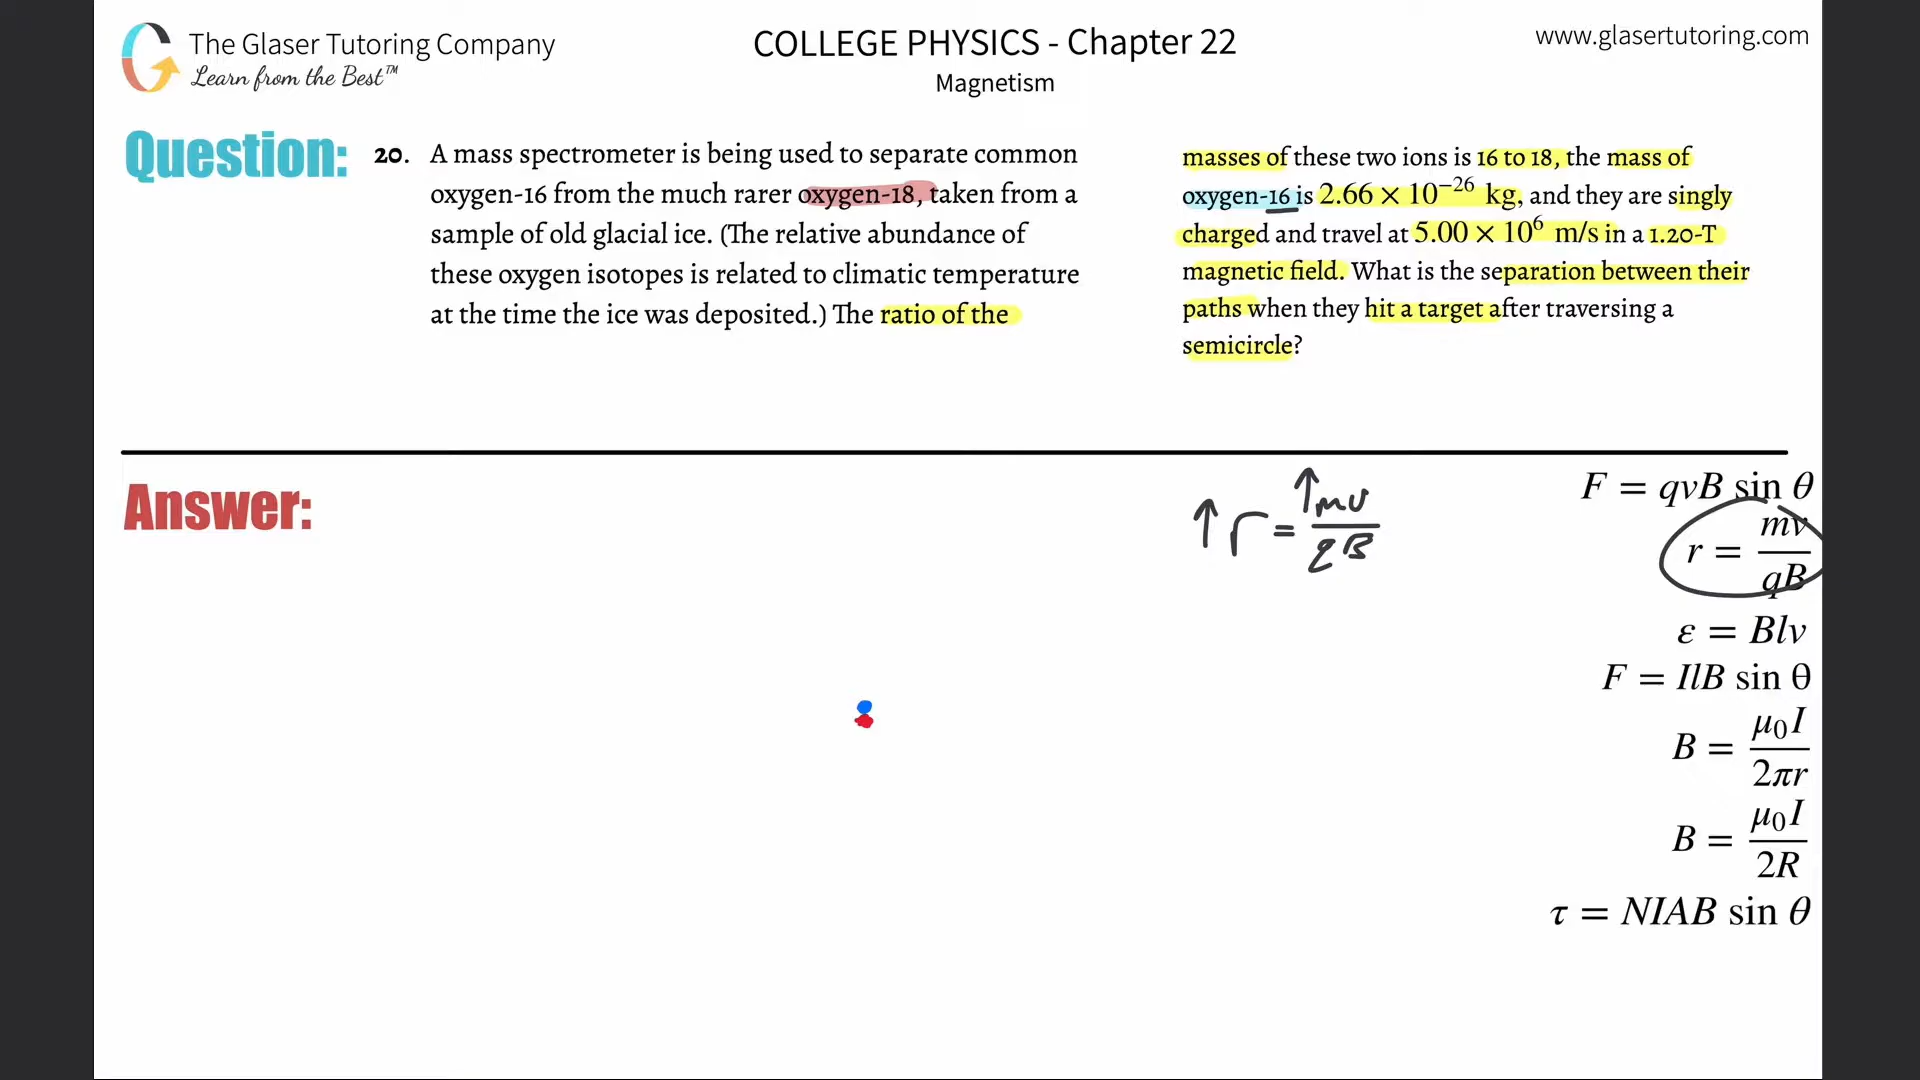 The Glaser Tutoring Company
Learn from the Best™
COLLEGE PHYSICS - Chapter 22
Magnetism
www.glasertutoring.com
Question:
20. A mass spectrometer is being used to separate common
oxygen-16 from the much rarer oxygen-18, taken from a
sample of old glacial ice. (The relative abundance of
these oxygen isotopes is related to climatic temperature
at the time the ice was deposited.) The ratio of the
masses of these two ions is 16 to 18, the mass of
oxygen-16 is 2.66 × 10⁻²⁶ kg, and they are singly
charged and travel at 5.00 × 10⁶ m/s in a 1.20-T
magnetic field. What is the separation between their
paths when they hit a target after traversing a
semicircle?
Answer:
↑ r = ↑mv / qB
F = qvB sin θ
r = mv / qB
ε = Blv
F = IlB sin θ
B = μ₀I / 2πr
B = μ₀I / 2R
τ = NIAB sin θ